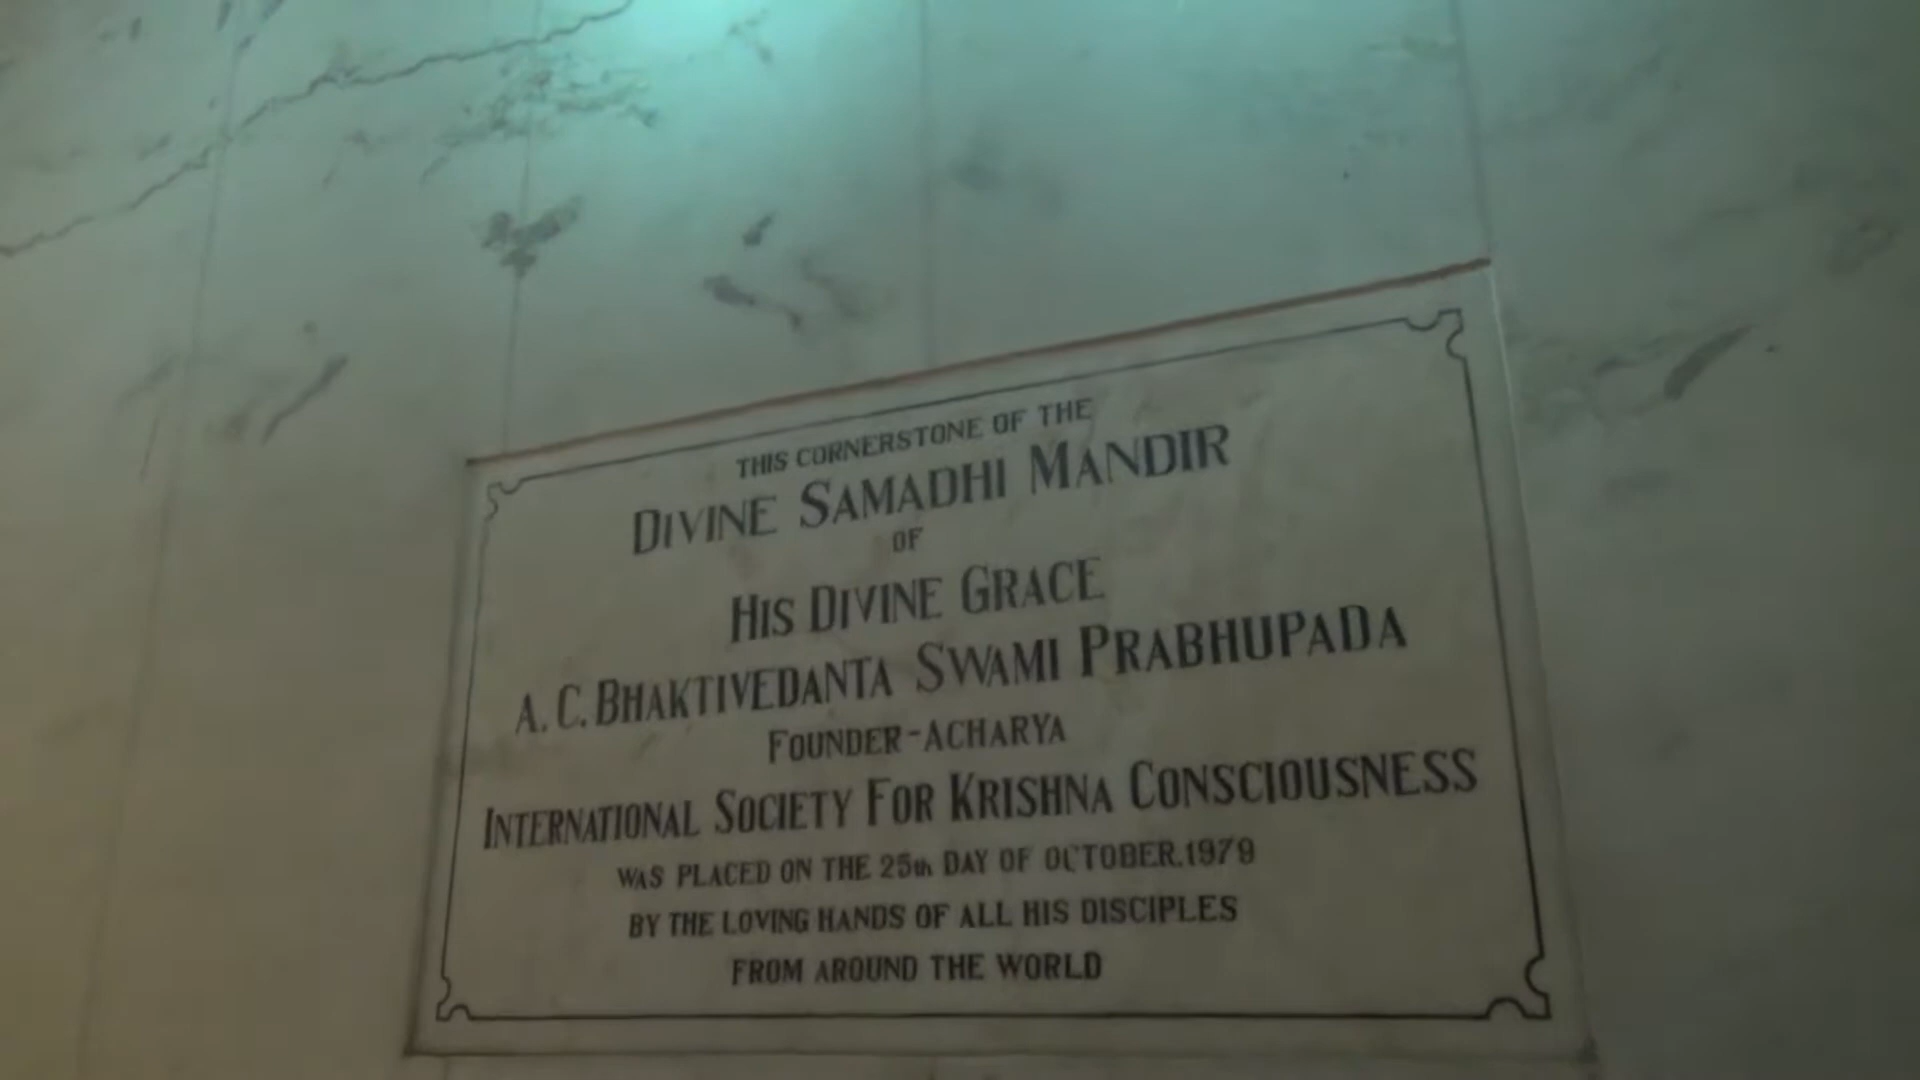 THIS CORNERSTONE OF THE
DIVINE SAMADHI MANDIR
OF
HIS DIVINE GRACE
A. C. BHAKTIVEDANTA SWAMI PRABHUPADA
FOUNDER-ACHARYA
INTERNATIONAL SOCIETY FOR KRISHNA CONSCIOUSNESS
WAS PLACED ON THE 25th DAY OF OCTOBER.1979
BY THE LOVING HANDS OF ALL HIS DISCIPLES
FROM AROUND THE WORLD